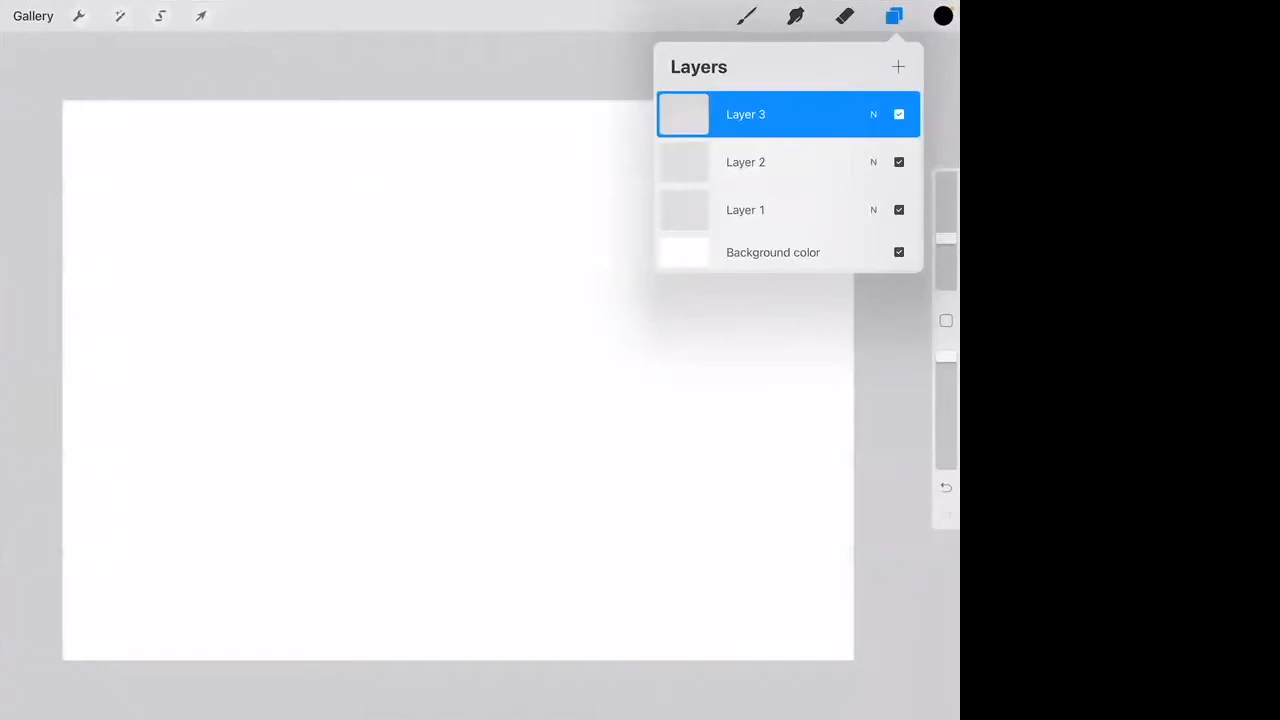 Gallery
Layers
Layer 3 N
Layer 2 N
Layer 1 N
Background color